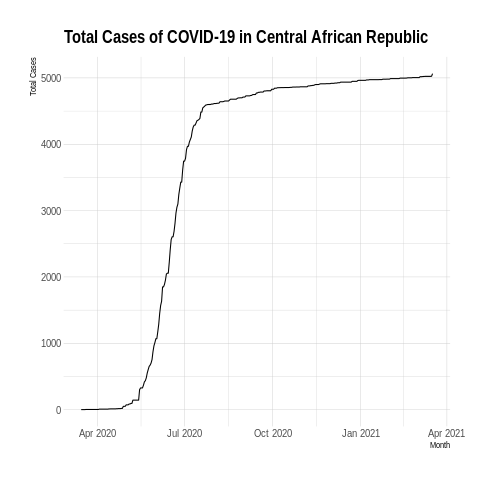 Total Cases of COVID-19 in Central African Republic
Total Cases
5000
4000
3000
2000
1000
0
Apr 2020
Jul 2020
Oct 2020
Jan 2021
Apr 2021
Month